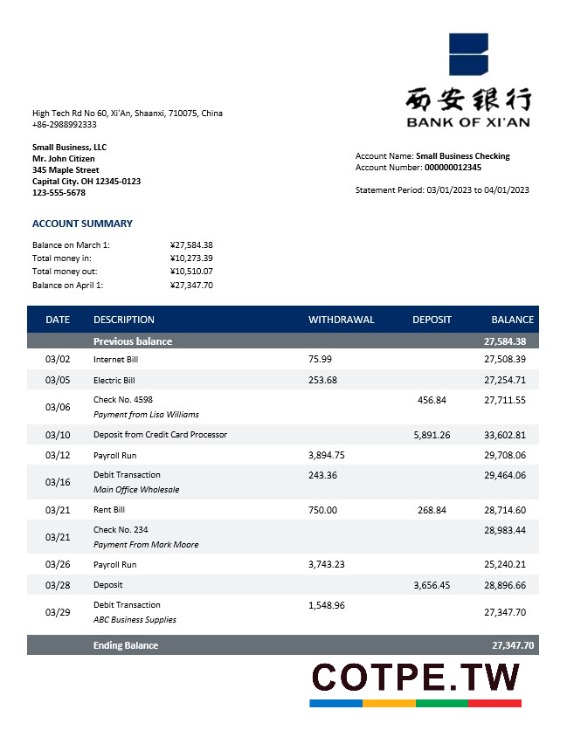 西安銀行
BANK OF XI'AN
High Tech Rd No 60, Xi'An, Shaanxi, 710075, China
+86-2988992333
Small Business, LLC
Mr. John Citizen
345 Maple Street
Capital City. OH 12345-0123
123-555-5678
Account Name: Small Business Checking
Account Number: 000000012345
Statement Period: 03/01/2023 to 04/01/2023
ACCOUNT SUMMARY
Balance on March 1: ¥27,584.38
Total money in: ¥10,273.39
Total money out: ¥10,510.07
Balance on April 1: ¥27,347.70
DATE DESCRIPTION WITHDRAWAL DEPOSIT BALANCE
Previous balance 27,584.38
03/02 Internet Bill 75.99 27,508.39
03/05 Electric Bill 253.68 27,254.71
03/06 Check No. 4598 456.84 27,711.55
Payment from Lisa Williams
03/10 Deposit from Credit Card Processor 5,891.26 33,602.81
03/12 Payroll Run 3,894.75 29,708.06
03/16 Debit Transaction 243.36 29,464.06
Main Office Wholesale
03/21 Rent Bill 750.00 268.84 28,714.60
03/21 Check No. 234 28,983.44
Payment From Mark Moore
03/26 Payroll Run 3,743.23 25,240.21
03/28 Deposit 3,656.45 28,896.66
03/29 Debit Transaction 1,548.96 27,347.70
ABC Business Supplies
Ending Balance 27,347.70
COTPE.TW